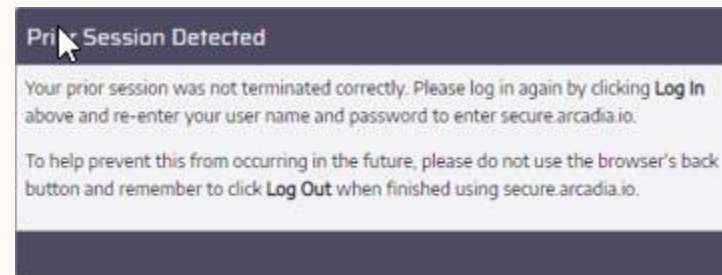 Prior Session Detected
Your prior session was not terminated correctly. Please log in again by clicking Log In
above and re-enter your user name and password to enter secure.arcadia.io.
To help prevent this from occurring in the future, please do not use the browser's back
button and remember to click Log Out when finished using secure.arcadia.io.